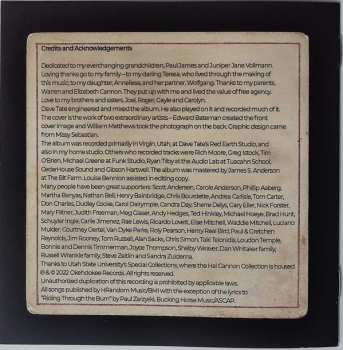 Credits and Acknowledgements
Dedicated to my everchanging grandchildren, Paul James and Juniper Jane Vollmann.
Loving thanks go to my family—to my darling Teresa, who lived through the making of
this music; to my daughter, Anneliese, and her partner, Wolfgang. Thanks to my parents,
Warren and Elizabeth Cannon. They put up with me and lived the value of free agency.
Love to my brothers and sisters, Joel, Roger, Gayle and Carolyn.
Dave Tate engineered and mixed the album. He also played on it and recorded much of it.
The cover is the work of two extraordinary artists—Edward Bateman created the front
cover image and William Matthews took the photograph on the back. Graphic design came
from Missy Sebastian.
The album was recorded primarily in Virgin, Utah, at Dave Tate's Red Earth Studio, and
also in my home studio. Others who recorded tracks were Rich Moore, Greg Istock, Tim
O'Brien, Michael Greene at Funk Studio, Ryan Tilby at the Audio Lab at Tuacahn School,
CedarHouse Sound and Gibson Hartwell. The album was mastered by James S. Anderson
at The Bit Farm. Louise Bennion assisted in editing copy.
Many people have been great supporters: Scott Anderson, Carole Anderson, Phillip Aaberg,
Martha Banyas, Nathan Bell, Henry Bainbridge, Chris Bourdette, Andrea Carlisle, Tom Carter,
Don Charles, Dudley Cocke, Carol Dalrymple, Candra Day, Sherrie Dalys, Gary Eller, Nick Forster,
Mary Flitner, Judith Freeman, Meg Glaser, Andy Hedges, Ted Hinkley, Michael Hoeye, Brad Hunt,
Schuyler Ingle, Carlie Jimenez, Rae Lewis, Ricardo Levatti, Elise Mitchell, Waddie Mitchell, Luciano
Mulder, Courtney Oertel, Van Dyke Parks, Polly Pearson, Henry Real Bird, Paul & Gretchen
Reynolds, Jim Rooney, Tom Russell, Alan Sacks, Chris Simon, Teki Tekonidis, London Temple,
Bonnie and Dennis Timmerman, Joyce Thompson, Shelby Weisser, Dan Whitaker family,
Russell Wrankle family, Steve Zeitlin and Sandra Zuidema.
Thanks to Utah State University's Special Collections, where the Hal Cannon Collection is housed
℗ & © 2022 Okehdokee Records. All rights reserved.
Unauthorized duplication of this recording is prohibited by applicable laws.
All songs published by HiRandom Music/BMI with the exception of the lyrics to
"Riding Through the Burn" by Paul Zarzyki, Bucking Horse Music/ASCAP.